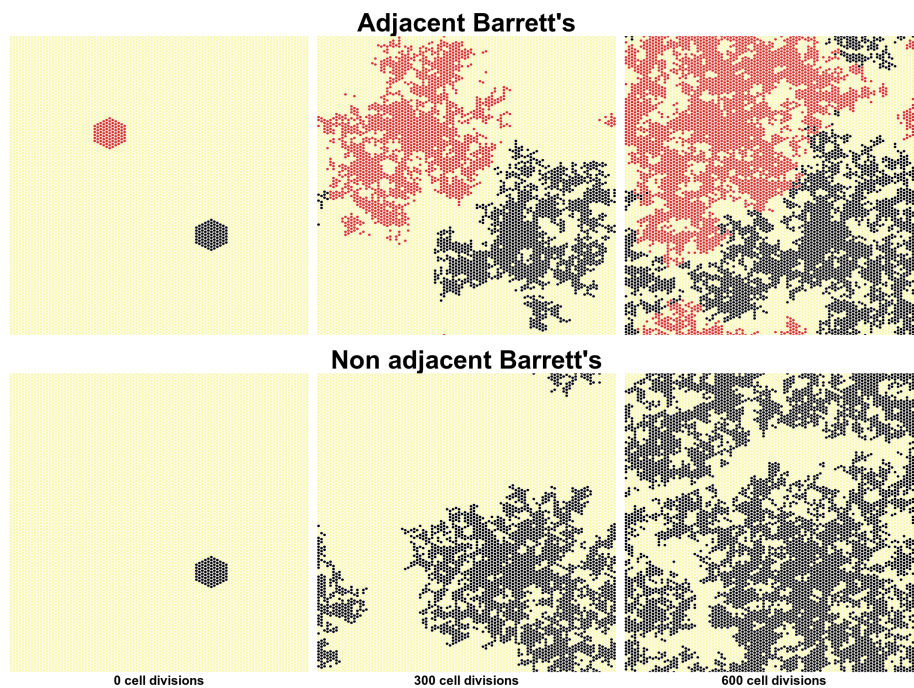 Adjacent Barrett's
Non adjacent Barrett's
0 cell divisions
300 cell divisions
600 cell divisions